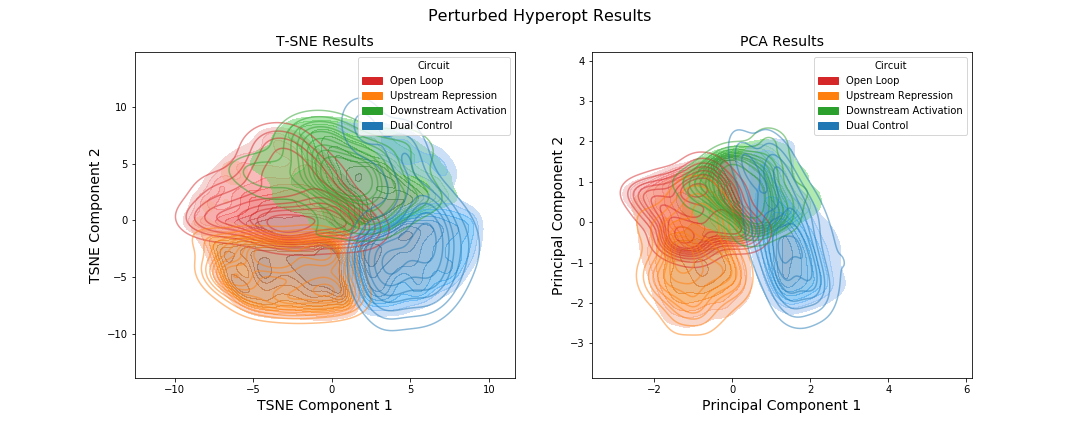 Perturbed Hyperopt Results
T-SNE Results
Circuit
Open Loop
Upstream Repression
Downstream Activation
Dual Control
10
5
0
−5
−10
TSNE Component 2
−10
−5
0
5
10
TSNE Component 1
PCA Results
Circuit
Open Loop
Upstream Repression
Downstream Activation
Dual Control
4
3
2
1
0
−1
−2
−3
Principal Component 2
−2
0
2
4
6
Principal Component 1